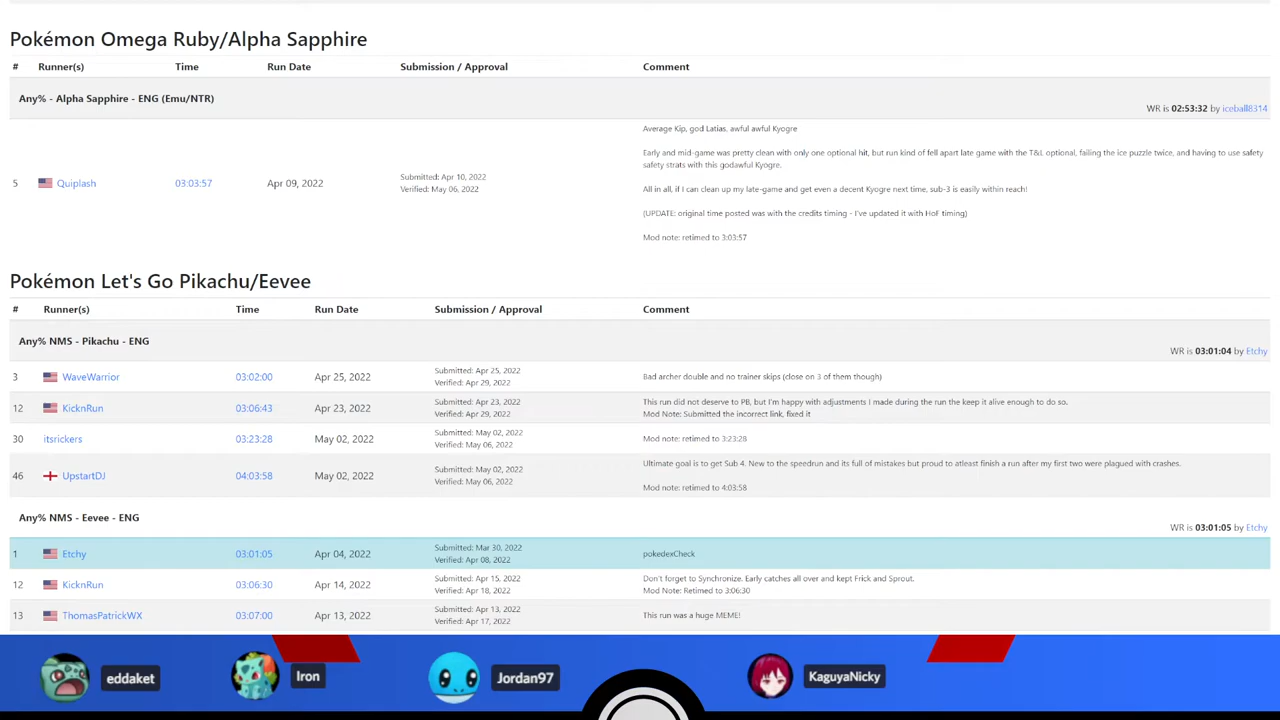 Pokémon Omega Ruby/Alpha Sapphire
# Runner(s) Time Run Date Submission / Approval Comment
Any% - Alpha Sapphire - ENG (Emu/NTR)
WR is 02:53:32 by iceball8314
Average Kip, god Latias, awful awful Kyogre
Early and mid-game was pretty clean with only one optional hit, but run kind of fell apart late game with the T&L optional, failing the ice puzzle twice, and having to use safety
safety strats with this godawful Kyogre.
5 Quiplash 03:03:57 Apr 09, 2022 Submitted: Apr 10, 2022
Verified: May 06, 2022
All in all, if I can clean up my late-game and get even a decent Kyogre next time, sub-3 is easily within reach!
(UPDATE: original time posted was with the credits timing - I've updated it with HoF timing)
Mod note: retimed to 3:03:57
Pokémon Let's Go Pikachu/Eevee
# Runner(s) Time Run Date Submission / Approval Comment
Any% NMS - Pikachu - ENG
WR is 03:01:04 by Etchy
3 WaveWarrior 03:02:00 Apr 25, 2022 Submitted: Apr 25, 2022
Verified: Apr 29, 2022
Bad archer double and no trainer skips (close on 3 of them though)
12 KicknRun 03:06:43 Apr 23, 2022 Submitted: Apr 23, 2022
Verified: Apr 29, 2022
This run did not deserve to PB, but I'm happy with adjustments I made during the run the keep it alive enough to do so.
Mod Note: Submitted the incorrect link, fixed it
30 itsrickers 03:23:28 May 02, 2022 Submitted: May 02, 2022
Verified: May 06, 2022
Mod note: retimed to 3:23:28
46 UpstartDJ 04:03:58 May 02, 2022 Submitted: May 02, 2022
Verified: May 06, 2022
Ultimate goal is to get Sub 4. New to the speedrun and its full of mistakes but proud to atleast finish a run after my first two were plagued with crashes.
Mod note: retimed to 4:03:58
Any% NMS - Eevee - ENG
WR is 03:01:05 by Etchy
1 Etchy 03:01:05 Apr 04, 2022 Submitted: Mar 30, 2022
Verified: Apr 08, 2022
pokedexCheck
12 KicknRun 03:06:30 Apr 14, 2022 Submitted: Apr 15, 2022
Verified: Apr 18, 2022
Don't forget to Synchronize. Early catches all over and kept Frick and Sprout.
Mod Note: Retimed to 3:06:30
13 ThomasPatrickWX 03:07:00 Apr 13, 2022 Submitted: Apr 13, 2022
Verified: Apr 17, 2022
This run was a huge MEME!
eddaket Iron Jordan97 KaguyaNicky